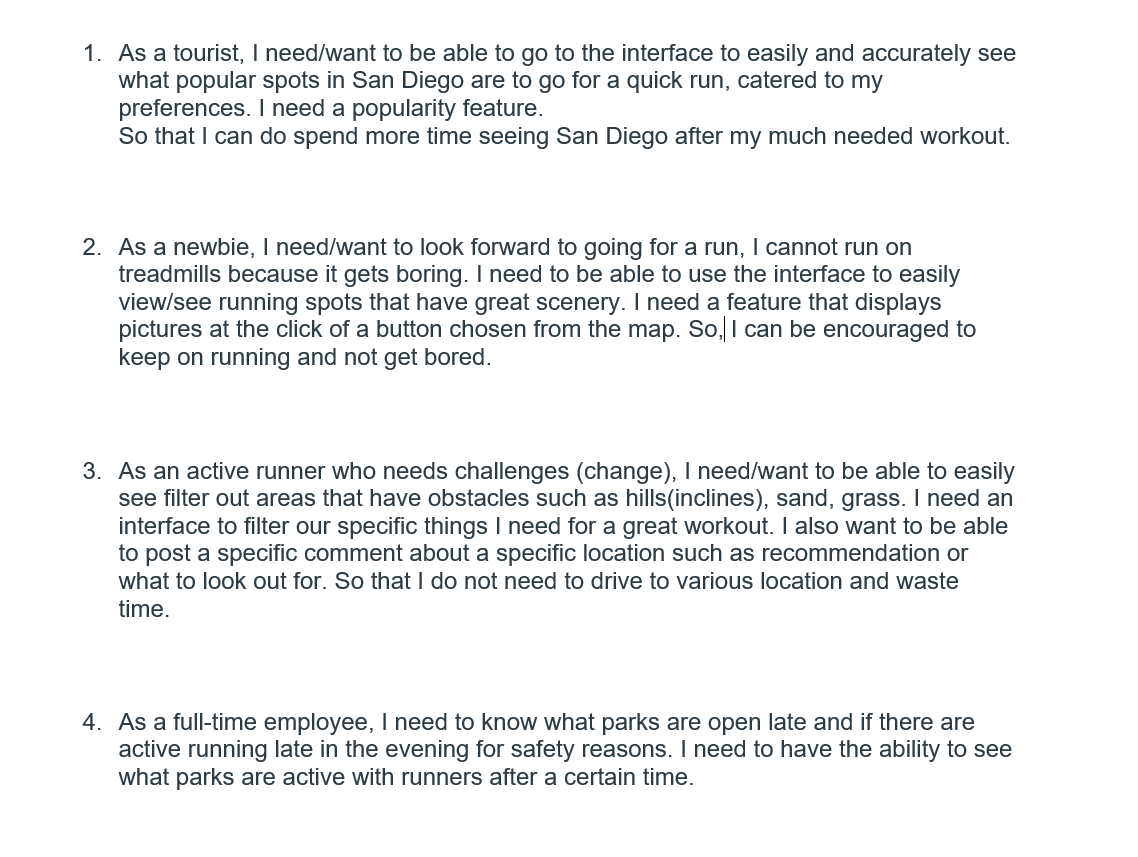 1. As a tourist, I need/want to be able to go to the interface to easily and accurately see
what popular spots in San Diego are to go for a quick run, catered to my
preferences. I need a popularity feature.
So that I can do spend more time seeing San Diego after my much needed workout.
2. As a newbie, I need/want to look forward to going for a run, I cannot run on
treadmills because it gets boring. I need to be able to use the interface to easily
view/see running spots that have great scenery. I need a feature that displays
pictures at the click of a button chosen from the map. So, I can be encouraged to
keep on running and not get bored.
3. As an active runner who needs challenges (change), I need/want to be able to easily
see filter out areas that have obstacles such as hills(inclines), sand, grass. I need an
interface to filter our specific things I need for a great workout. I also want to be able
to post a specific comment about a specific location such as recommendation or
what to look out for. So that I do not need to drive to various location and waste
time.
4. As a full-time employee, I need to know what parks are open late and if there are
active running late in the evening for safety reasons. I need to have the ability to see
what parks are active with runners after a certain time.